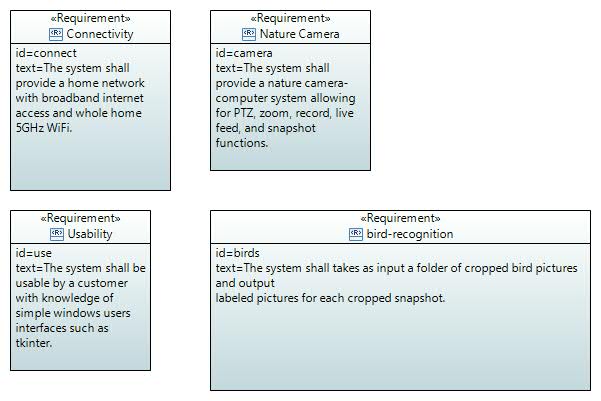 «Requirement»
Connectivity
id=connect
text=The system shall
provide a home network
with broadband internet
access and whole home
5GHz WiFi.
«Requirement»
Nature Camera
id=camera
text=The system shall
provide a nature camera-
computer system allowing
for PTZ, zoom, record, live
feed, and snapshot
functions.
«Requirement»
Usability
id=use
text=The system shall be
usable by a customer
with knowledge of
simple windows users
interfaces such as
tkinter.
«Requirement»
bird-recognition
id=birds
text=The system shall takes as input a folder of cropped bird pictures
and output
labeled pictures for each cropped snapshot.